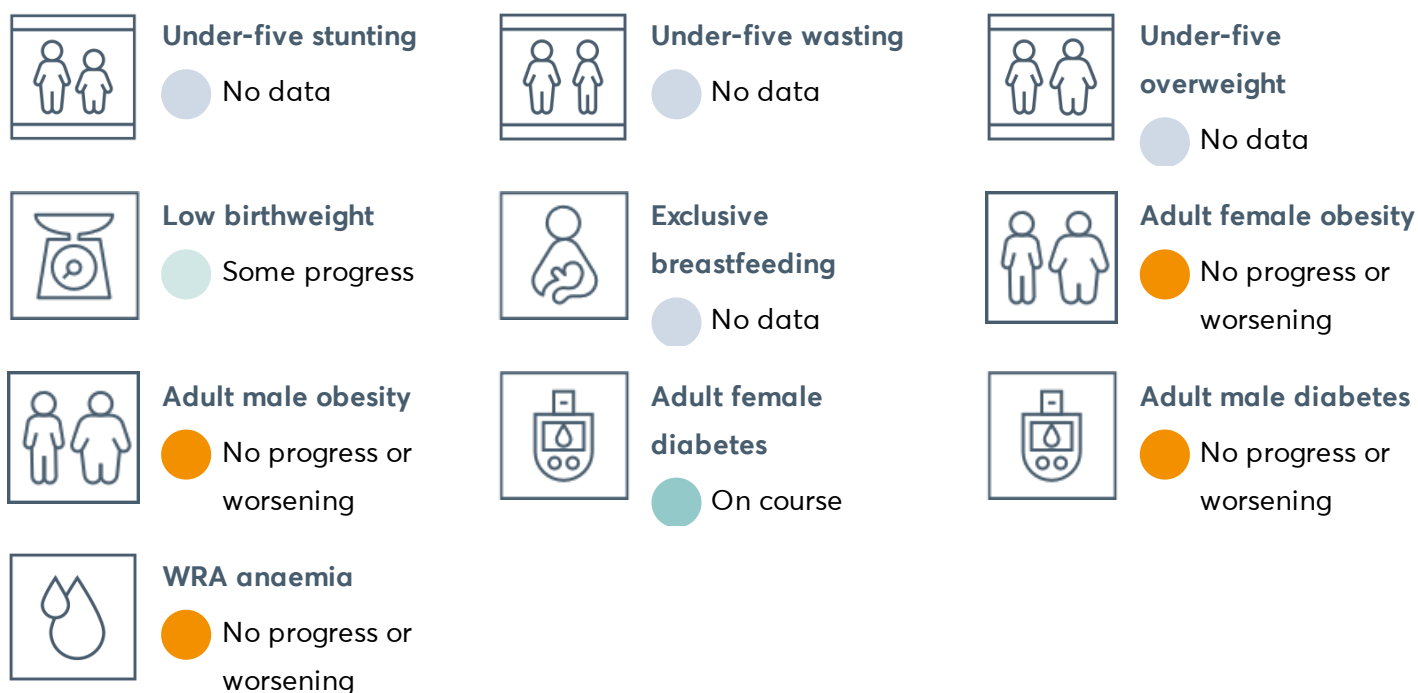 Under-five stunting
No data
Under-five wasting
No data
Under-five
overweight
No data
Low birthweight
Some progress
Exclusive
breastfeeding
No data
Adult female obesity
No progress or
worsening
Adult male obesity
No progress or
worsening
Adult female
diabetes
On course
Adult male diabetes
No progress or
worsening
WRA anaemia
No progress or
worsening